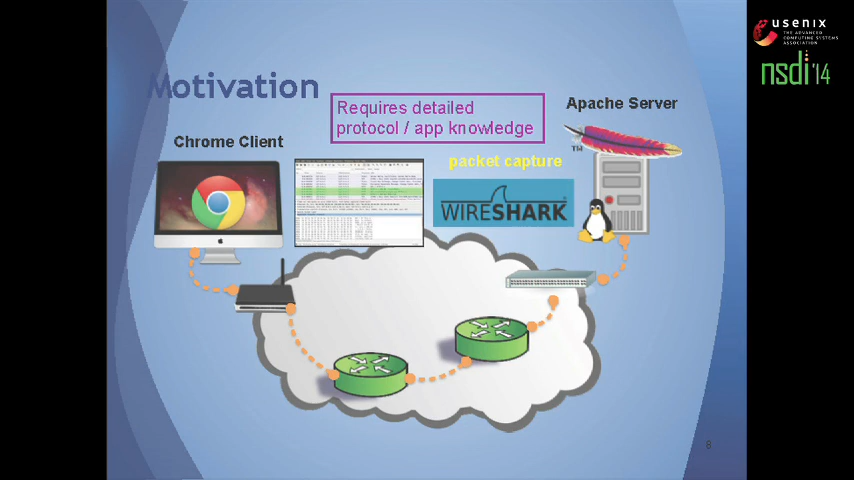 Motivation
Requires detailed
protocol / app knowledge
Apache Server
Chrome Client
TM
packet capture
WIRESHARK
8
usenix
THE ADVANCED
COMPUTING SYSTEMS
ASSOCIATION
nsdi '14